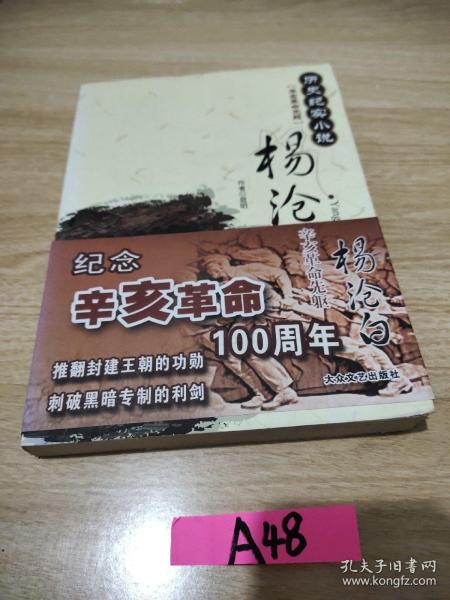 历史纪实小说
杨沧
纪念
辛亥革命
100周年
推翻封建王朝的功勋
刺破黑暗专制的利剑
辛亥革命先驱
杨沧白
大众文艺出版社
A48
孔夫子旧书网
www.kongfz.com